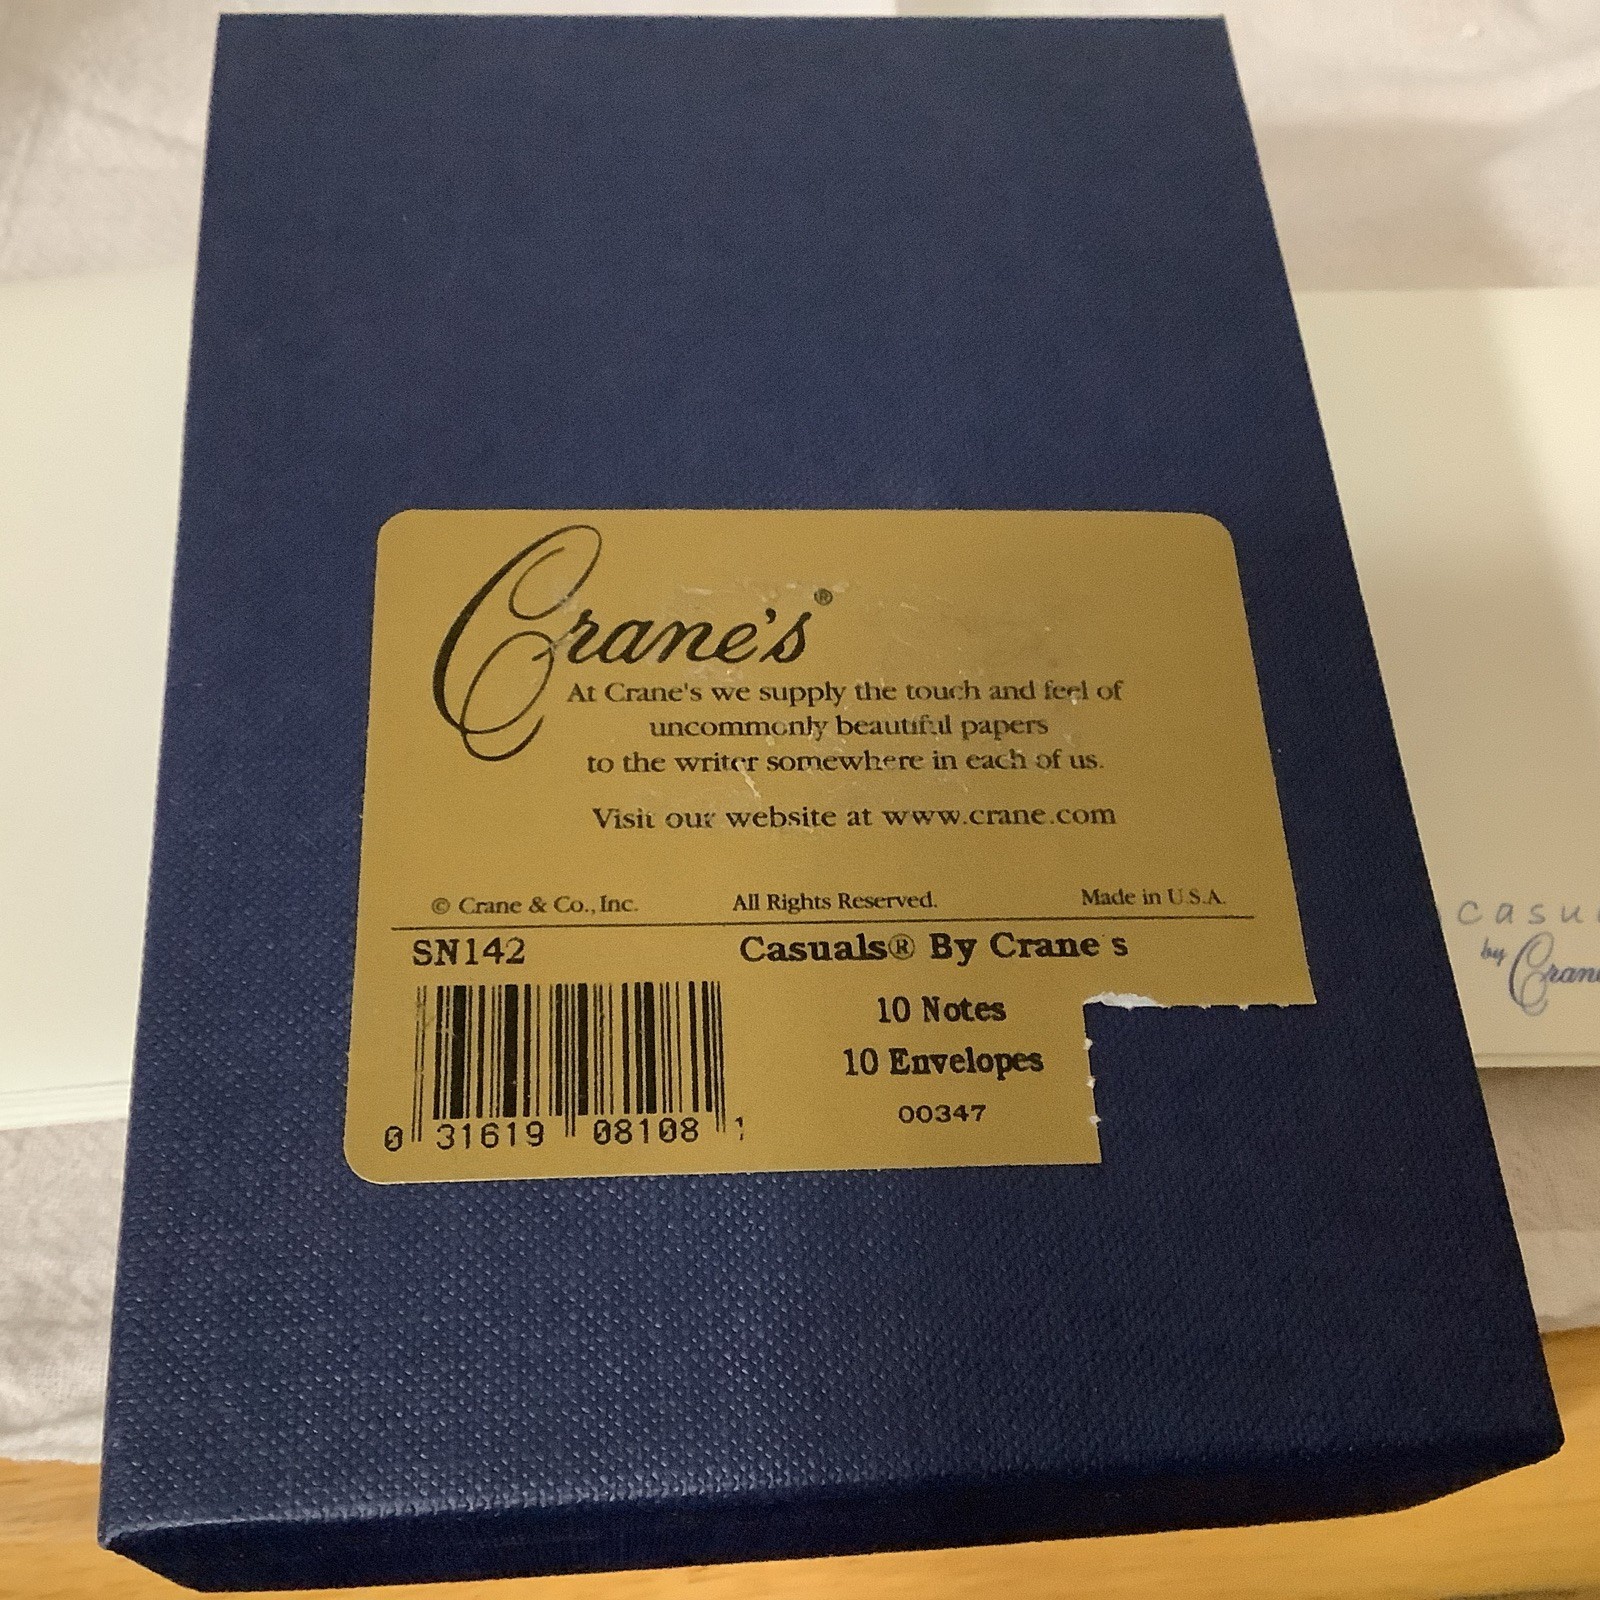 Crane's®
At Crane's we supply the touch and feel of
uncommonly beautiful papers
to the writer somewhere in each of us.
Visit our website at www.crane.com
© Crane & Co., Inc. All Rights Reserved. Made in U.S.A.
SN142 Casuals® By Crane s
10 Notes
10 Envelopes
00347
0 31619 08108 1
casu
by Crane